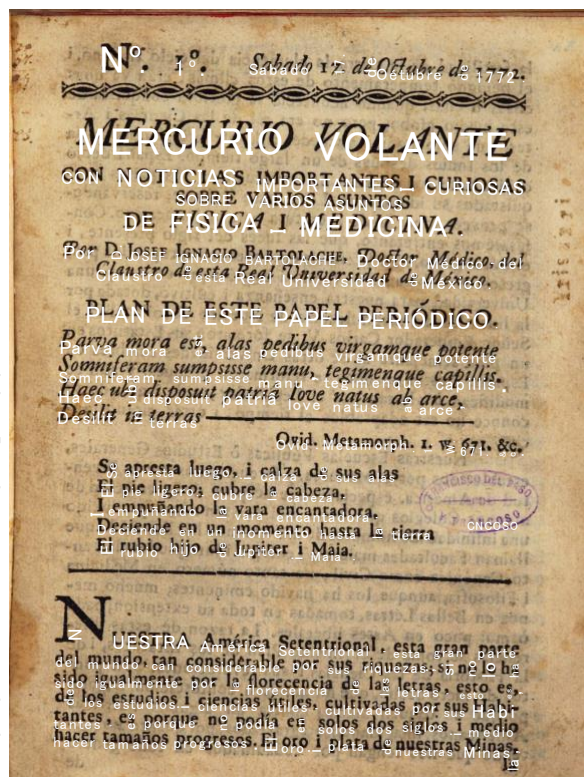 Nº. 1º. Sabado 17 de Octubre de 1772.
MERCURIO VOLANTE
CON NOTICIAS IMPORTANTES I CURIOSAS
SOBRE VARIOS ASUNTOS
DE FISICA I MEDICINA.
Por D. JOSEF IGNACIO BARTOLACHE, Doctor Médico, del
Claustro de esta Real Universidad de México.
PLAN DE ESTE PAPEL PERIÓDICO.
Parva mora est, alas pedibus virgamque potente
Somniferam sumpsisse manu, tegimenque capillis.
Haec ubi disposuit patriâ Iove natus ab arce,
Desilit in terras
Ovid. Metamorph. I. v. 671. &c.
Se apresta luego, i calza de sus alas
El pie ligero, cubre la cabeza,
I empuñando la vara encantadora,
Deciende en un momento hasta la tierra
El rubio hijo de Jupiter i Maia.
NUESTRA América Setentrional, esta gran parte
del mundo, tan considerable por sus riquezas, no lo ha
sido igualmente por la florecencia de las letras, esto es,
de los estudios i ciencias útiles, cultivadas por sus Habi-
tantes, es porque no podía en solos dos siglos i medio
hacer tamaños progresos. El oro i plata de nuestras Minas,
la